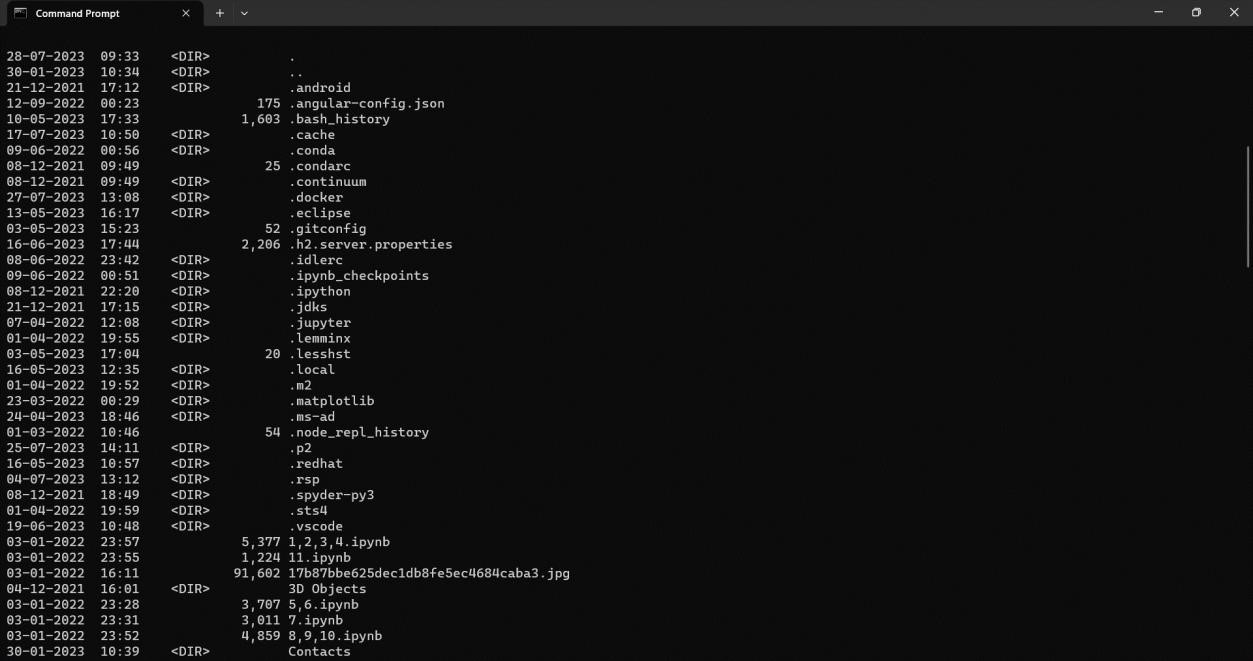 Command Prompt
28-07-2023  09:33    <DIR>          .
30-01-2023  10:34    <DIR>          ..
21-12-2021  17:12    <DIR>          .android
12-09-2022  00:23               175 .angular-config.json
10-05-2023  17:33             1,603 .bash_history
17-07-2023  10:50    <DIR>          .cache
09-06-2022  00:56    <DIR>          .conda
08-12-2021  09:49                25 .condarc
08-12-2021  09:49    <DIR>          .continuum
27-07-2023  13:08    <DIR>          .docker
13-05-2023  16:17    <DIR>          .eclipse
03-05-2023  15:23                52 .gitconfig
16-06-2023  17:44             2,206 .h2.server.properties
08-06-2022  23:42    <DIR>          .idlerc
09-06-2022  00:51    <DIR>          .ipynb_checkpoints
08-12-2021  22:20    <DIR>          .ipython
21-12-2021  17:15    <DIR>          .jdks
07-04-2022  12:08    <DIR>          .jupyter
01-04-2022  19:55    <DIR>          .lemminx
03-05-2023  17:04                20 .lesshst
16-05-2023  12:35    <DIR>          .local
01-04-2022  19:52    <DIR>          .m2
23-03-2022  00:29    <DIR>          .matplotlib
24-04-2023  18:46    <DIR>          .ms-ad
01-03-2022  10:46                54 .node_repl_history
25-07-2023  14:11    <DIR>          .p2
16-05-2023  10:57    <DIR>          .redhat
04-07-2023  13:12    <DIR>          .rsp
08-12-2021  18:49    <DIR>          .spyder-py3
01-04-2022  19:59    <DIR>          .sts4
19-06-2023  10:48    <DIR>          .vscode
03-01-2022  23:57             5,377 1,2,3,4.ipynb
03-01-2022  23:55             1,224 11.ipynb
03-01-2022  16:11            91,602 17b87bbe625dec1db8fe5ec4684caba3.jpg
04-12-2021  16:01    <DIR>          3D Objects
03-01-2022  23:28             3,707 5,6.ipynb
03-01-2022  23:31             3,011 7.ipynb
03-01-2022  23:52             4,859 8,9,10.ipynb
30-01-2023  10:39    <DIR>          Contacts